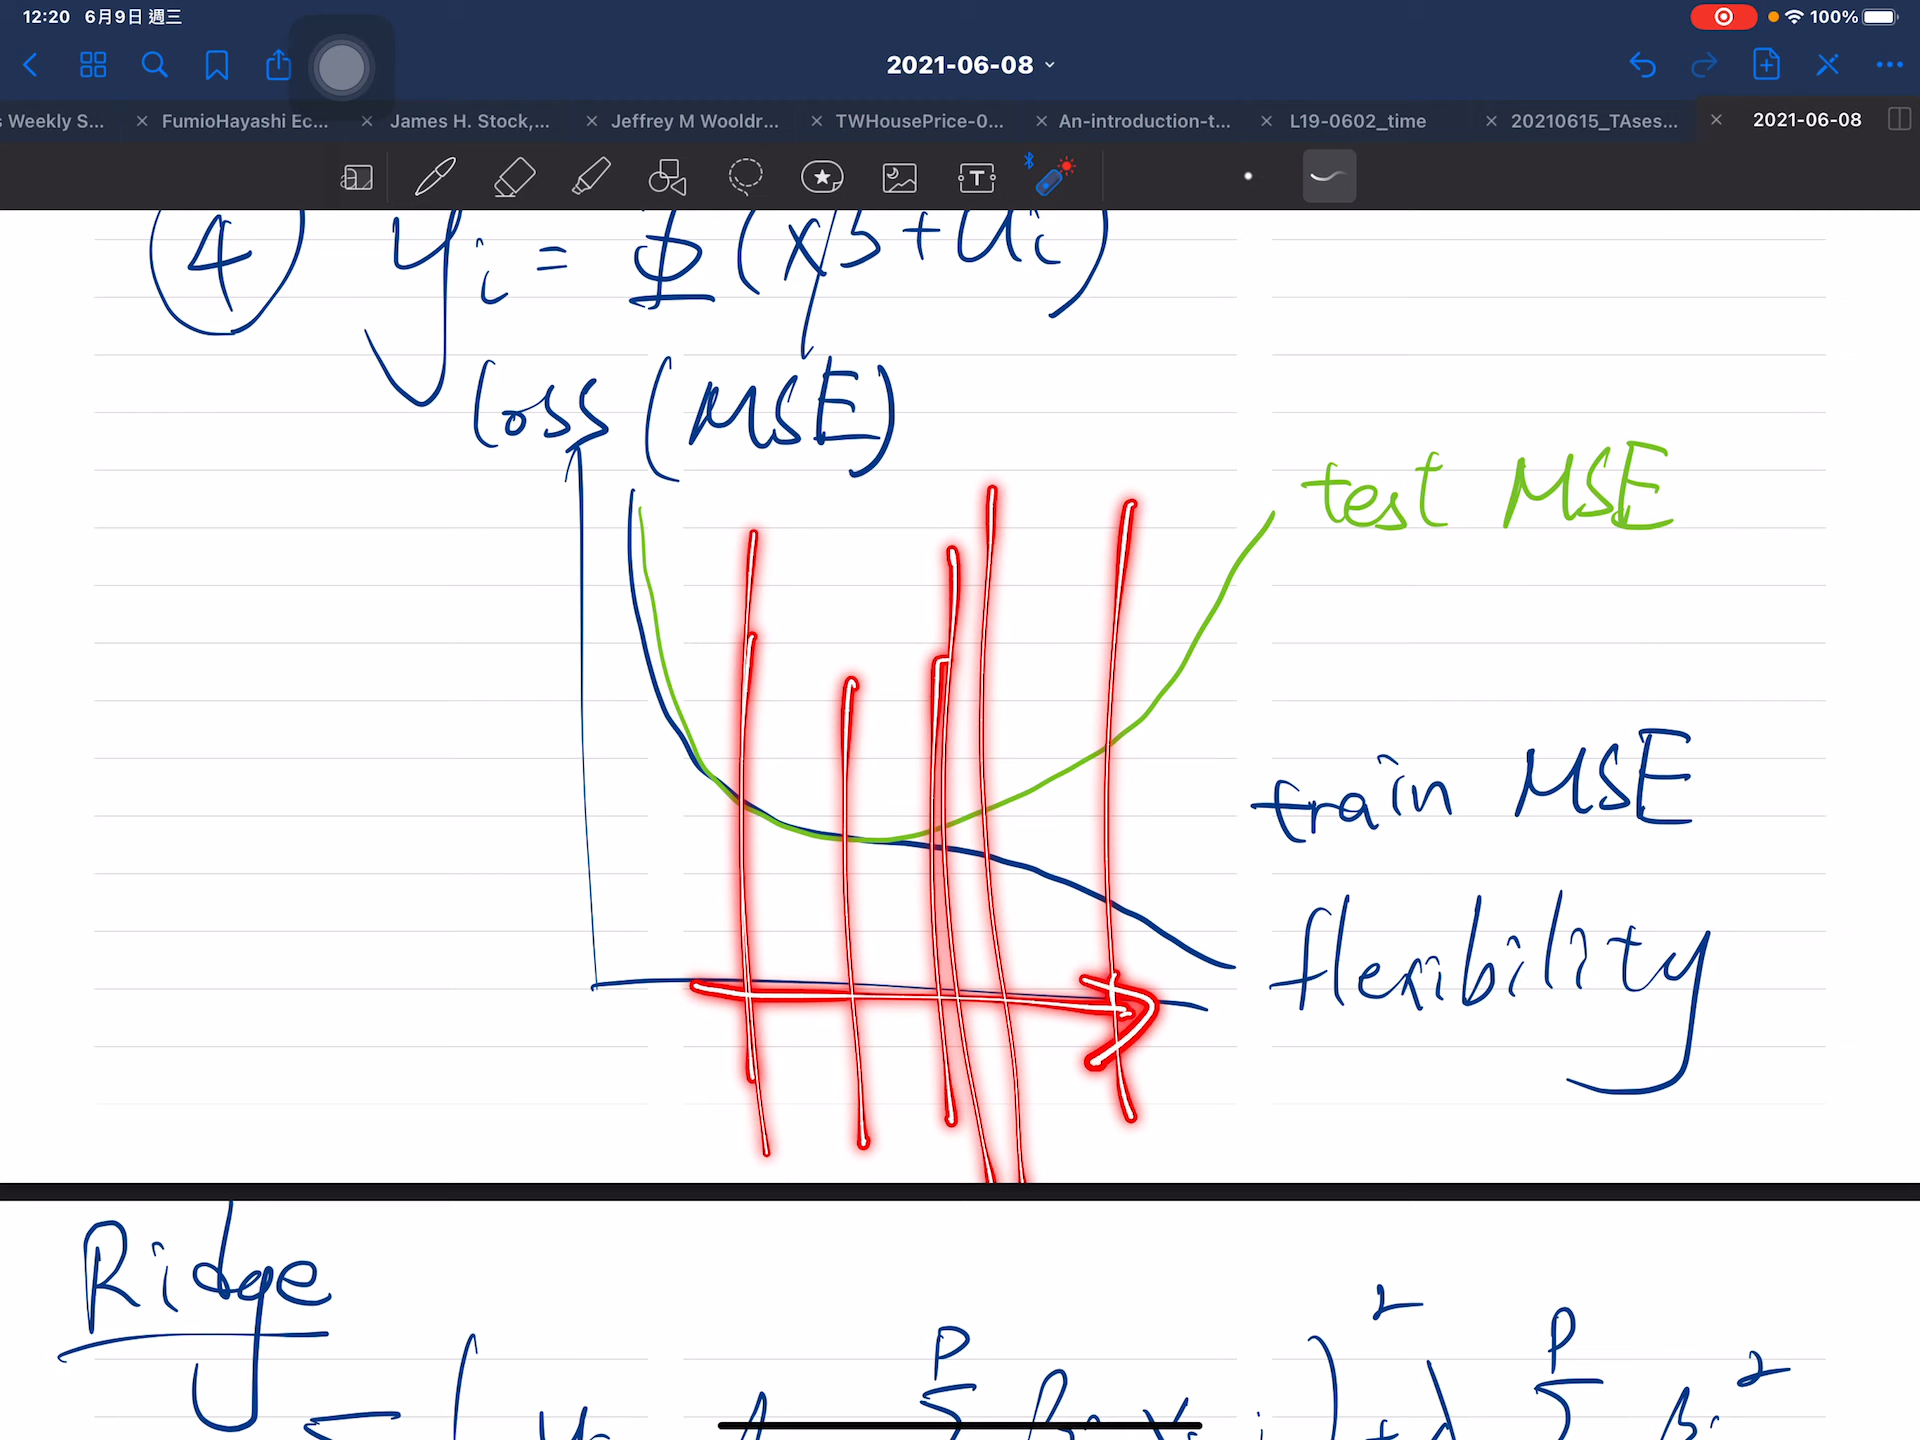 12:20 6月9日 週三 100%
2021-06-08
s Weekly S... FumioHayashi Ec... James H. Stock,... Jeffrey M Wooldr... TWHousePrice-0... An-introduction-t... L19-0602_time 20210615_TAses... 2021-06-08
④ yi = Φ(xβ+ui)
loss (MSE)
test MSE
train MSE
flexibility
Ridge